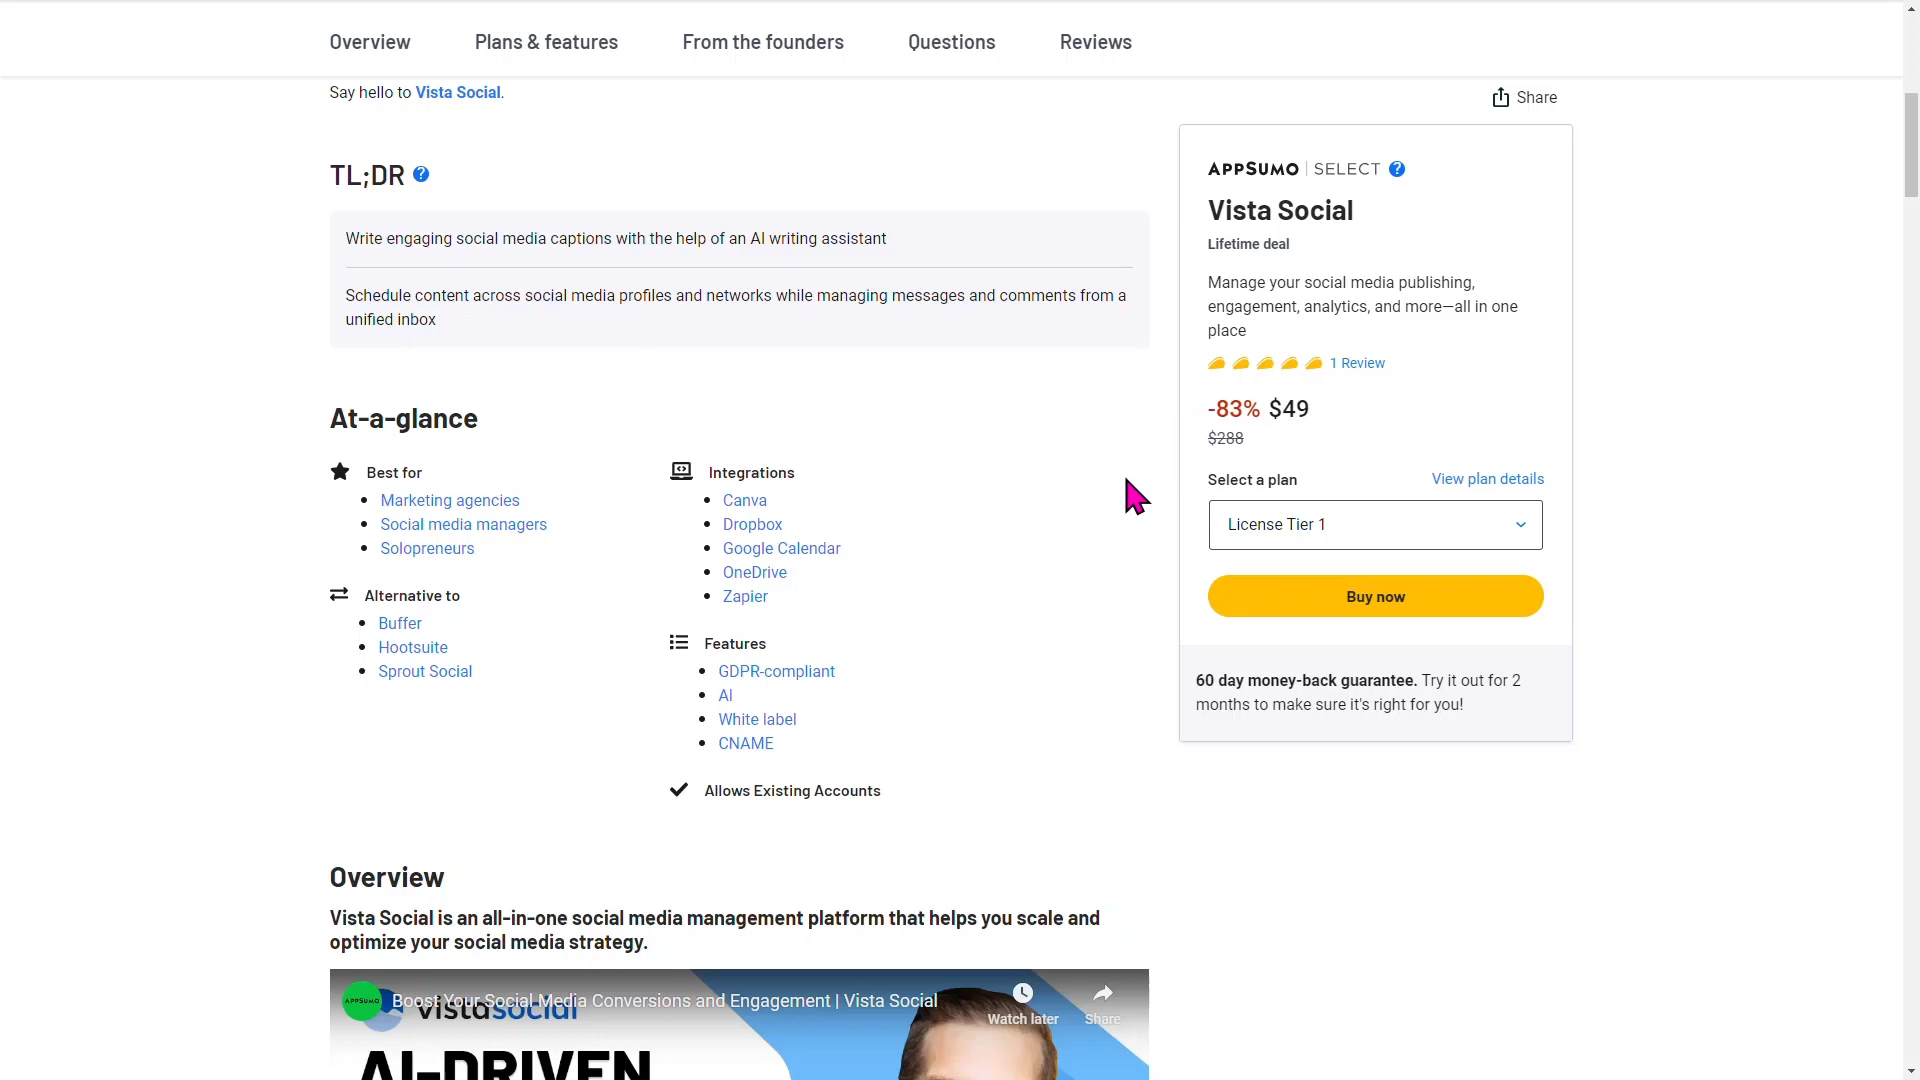 Overview
Plans & features
From the founders
Questions
Reviews
Say hello to Vista Social.
Share
TL;DR ?
Write engaging social media captions with the help of an AI writing assistant
Schedule content across social media profiles and networks while managing messages and comments from a
unified inbox
At-a-glance
Best for
Marketing agencies
Social media managers
Solopreneurs
Alternative to
Buffer
Hootsuite
Sprout Social
Integrations
Canva
Dropbox
Google Calendar
OneDrive
Zapier
Features
GDPR-compliant
AI
White label
CNAME
Allows Existing Accounts
APPSUMO | SELECT ?
Vista Social
Lifetime deal
Manage your social media publishing,
engagement, analytics, and more—all in one
place
1 Review
-83% $49
$288
Select a plan
View plan details
License Tier 1
Buy now
60 day money-back guarantee. Try it out for 2
months to make sure it's right for you!
Overview
Vista Social is an all-in-one social media management platform that helps you scale and
optimize your social media strategy.
APPSUMO
Boost Your Social Media Conversions and Engagement | Vista Social
vistasocial
Watch later
Share
AI-DRIVEN